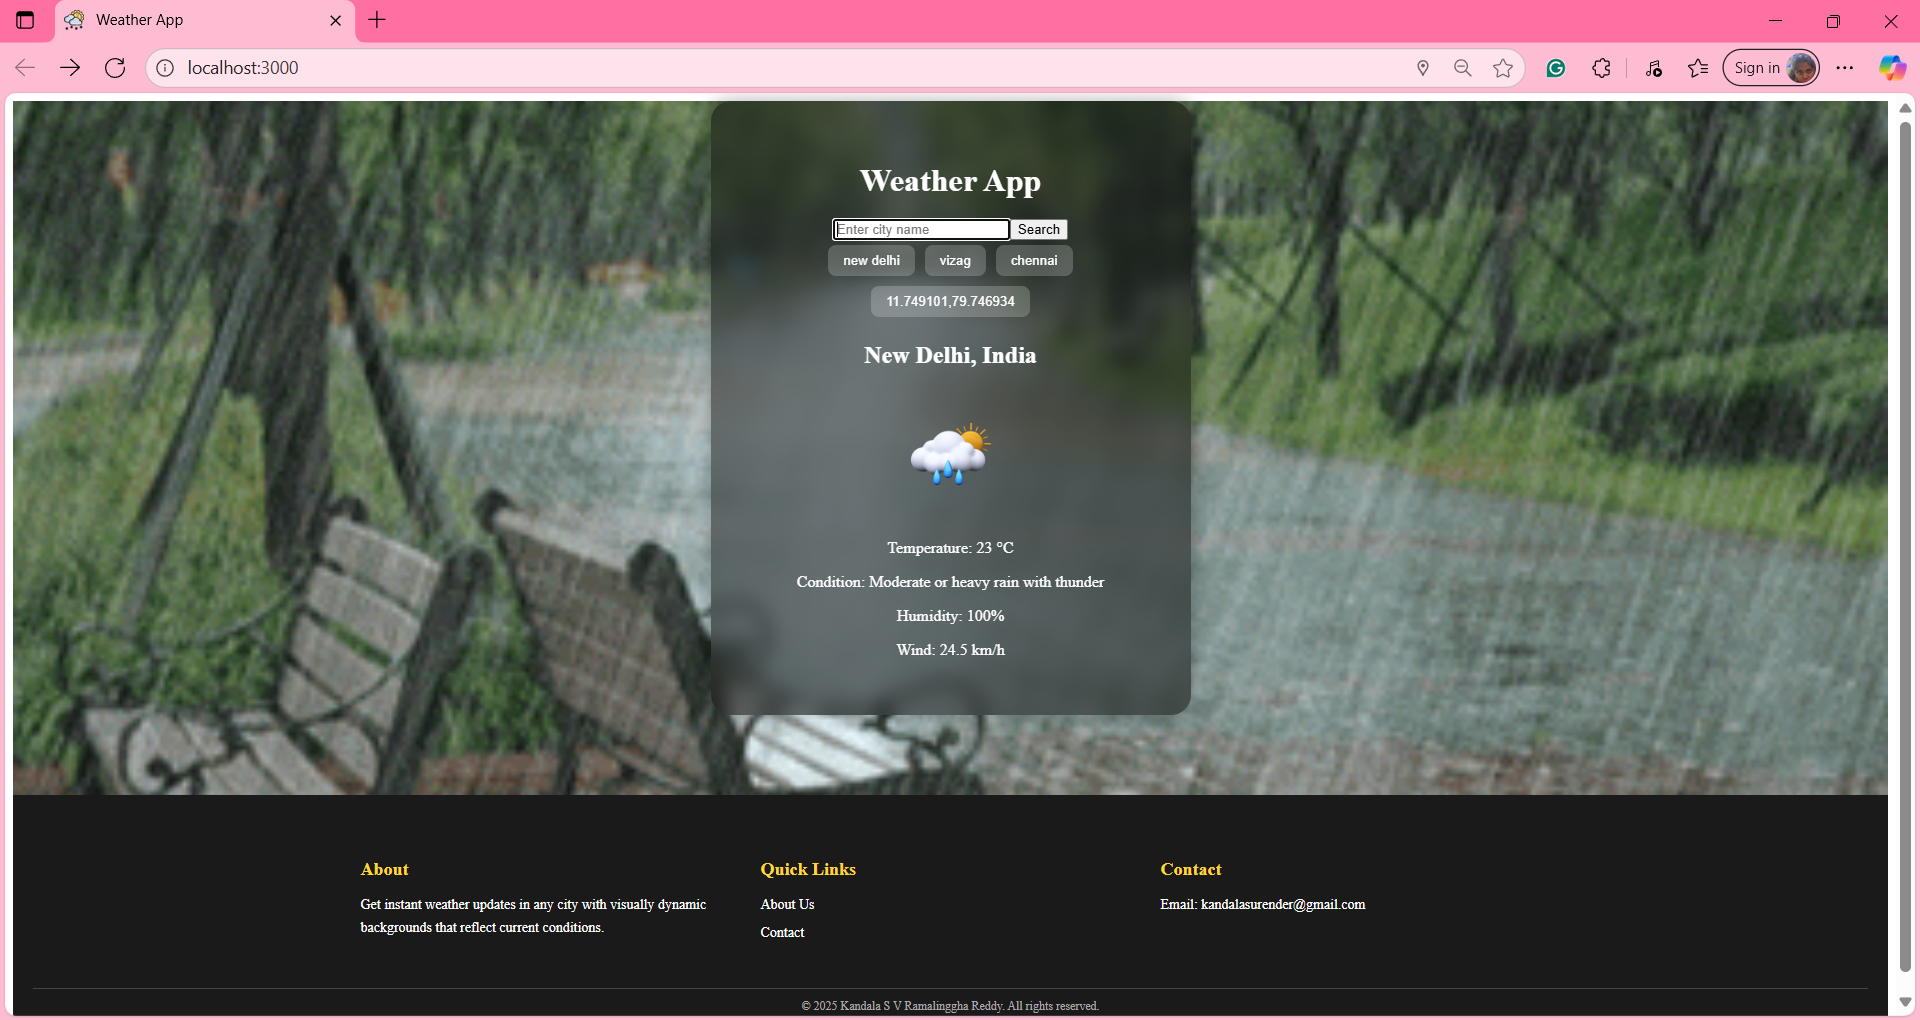 Weather App
localhost:3000
Sign in
Weather App
Enter city name Search
new delhi vizag chennai
11.749101,79.746934
New Delhi, India
Temperature: 23 °C
Condition: Moderate or heavy rain with thunder
Humidity: 100%
Wind: 24.5 km/h
About
Get instant weather updates in any city with visually dynamic
backgrounds that reflect current conditions.
Quick Links
About Us
Contact
Contact
Email: kandalasurender@gmail.com
© 2025 Kandala S V Ramalinggha Reddy. All rights reserved.